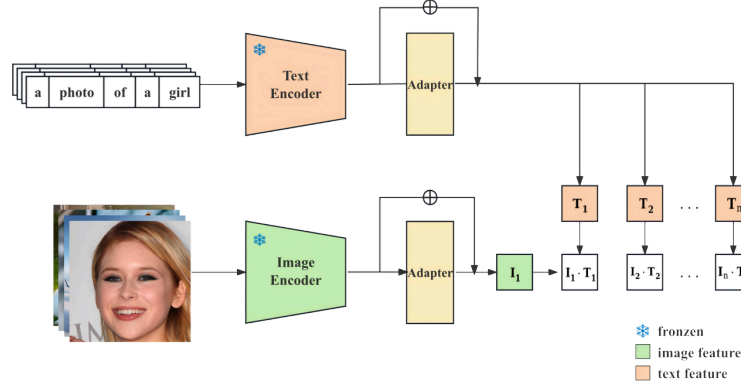 a photo of a girl
Text
Encoder
Adapter
Image
Encoder
Adapter
I₁
T₁ T₂ ... Tₙ
I₁ · T₁ I₂ · T₂ ... Iₙ · T
fronzen
image feature
text feature